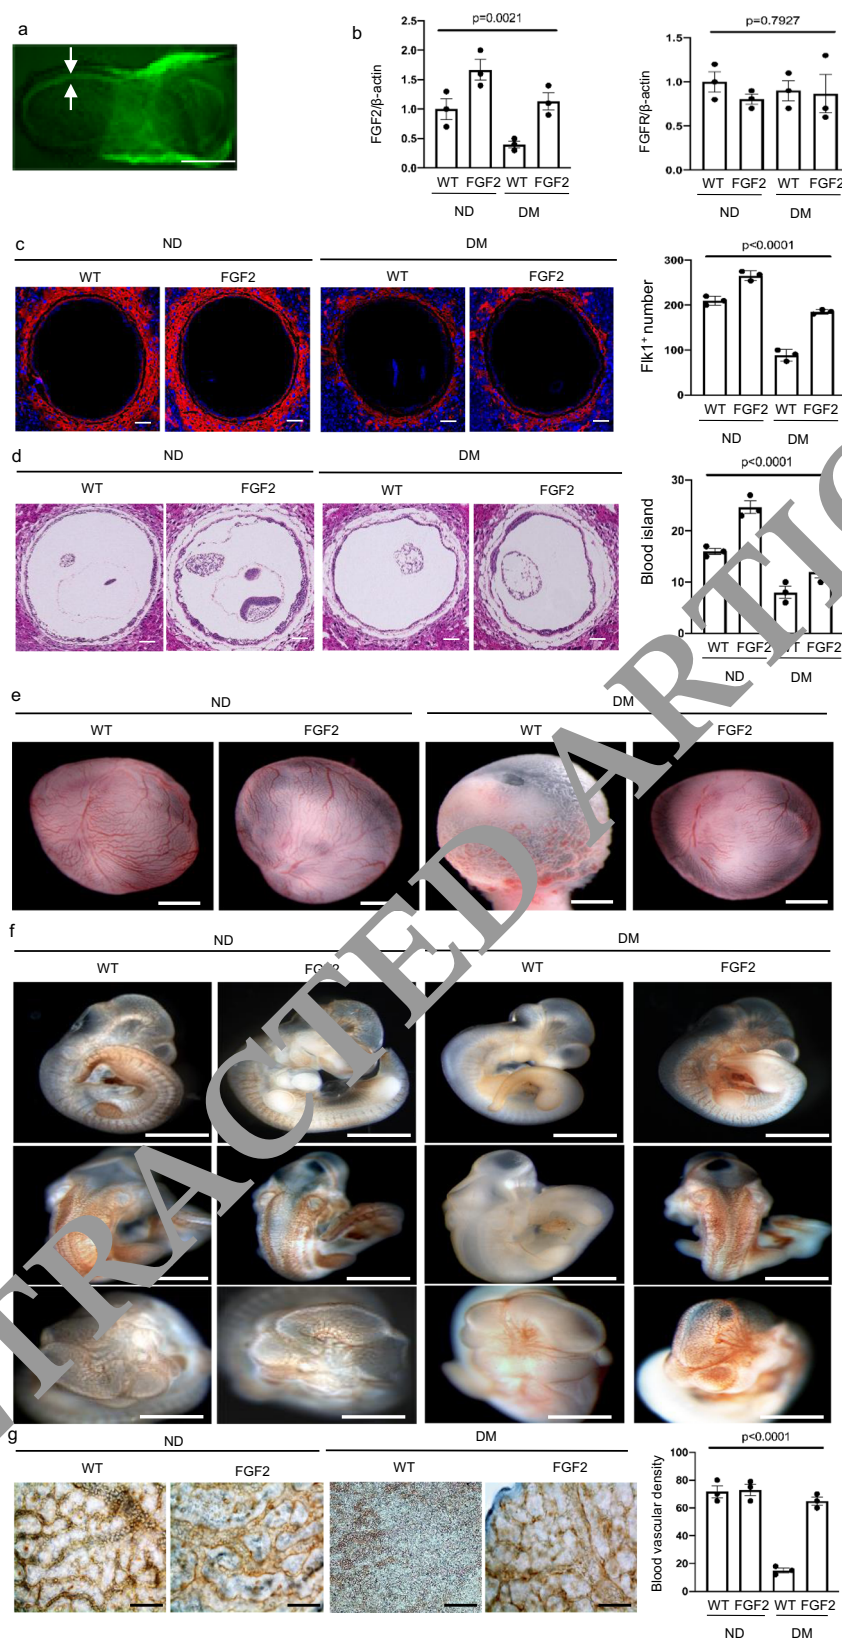 a
b
p=0.0021
FGF2/β-actin
2.5
2.0
1.5
1.0
0.5
0.0
WT FGF2 WT FGF2
ND DM
p=0.7927
FGFR/β-actin
1.5
1.0
0.5
0.0
WT FGF2 WT FGF2
ND DM
c
ND DM
WT FGF2 WT FGF2
p<0.0001
Flk1⁺ number
300
200
100
0
WT FGF2 WT FGF2
ND DM
d
ND DM
WT FGF2 WT FGF2
p<0.0001
Blood island
30
20
10
0
WT FGF2 WT FGF2
ND DM
e
ND DM
WT FGF2 WT FGF2
f
ND DM
WT FGF2 WT FGF2
g
ND DM
WT FGF2 WT FGF2
p<0.0001
Blood vascular density
100
80
60
40
20
0
WT FGF2 WT FGF2
ND DM
TRACTED ARTIC